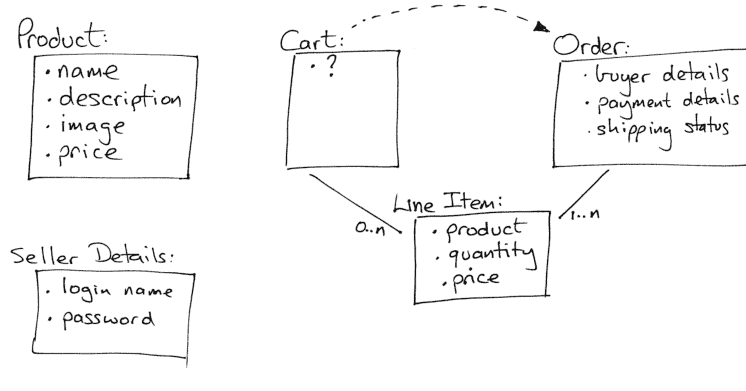 Product:
· name
· description
· image
· price
Cart:
· ?
Order:
· buyer details
· payment details
· shipping status
Line Item:
· product
· quantity
· price
0..n
1..n
Seller Details:
· login name
· password